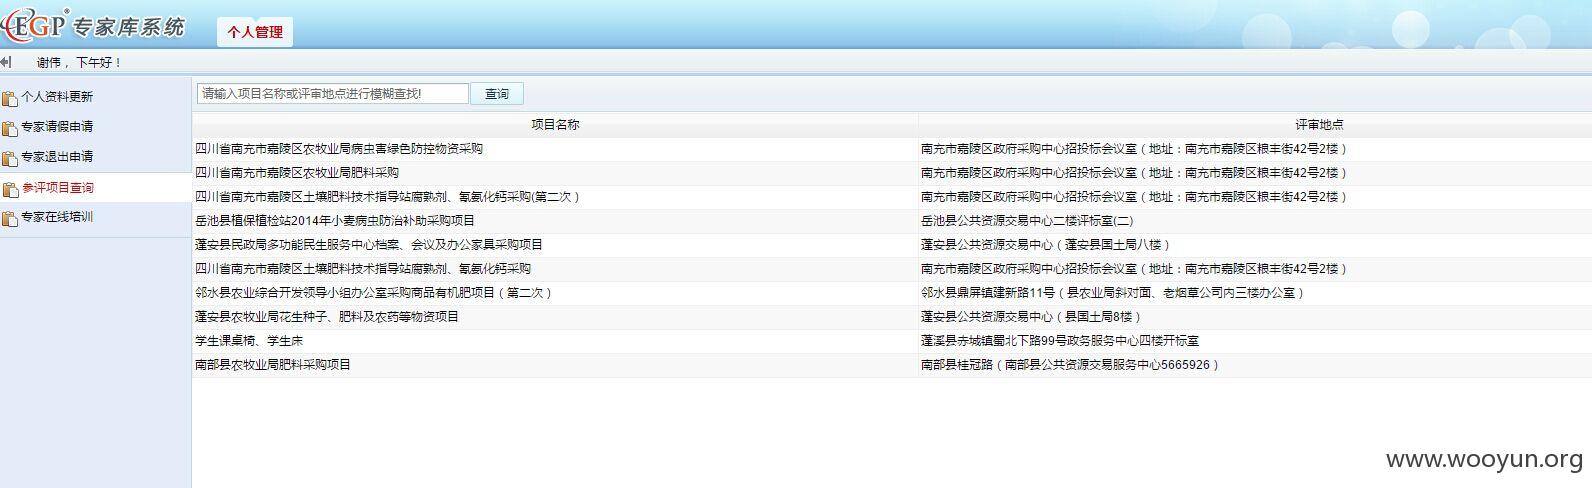 EGP® 专家库系统
个人管理
谢伟，下午好！
个人资料更新
专家请假申请
专家退出申请
参评项目查询
专家在线培训
请输入项目名称或评审地点进行模糊查找! 查询
项目名称 评审地点
四川省南充市嘉陵区农牧业局病虫害绿色防控物资采购 南充市嘉陵区政府采购中心招投标会议室（地址：南充市嘉陵区粮丰街42号2楼）
四川省南充市嘉陵区农牧业局肥料采购 南充市嘉陵区政府采购中心招投标会议室（地址：南充市嘉陵区粮丰街42号2楼）
四川省南充市嘉陵区土壤肥料技术指导站腐熟剂、氰氨化钙采购(第二次） 南充市嘉陵区政府采购中心招投标会议室（地址：南充市嘉陵区粮丰街42号2楼）
岳池县植保植检站2014年小麦病虫防治补助采购项目 岳池县公共资源交易中心二楼评标室(二)
蓬安县民政局多功能民生服务中心档案、会议及办公家具采购项目 蓬安县公共资源交易中心（蓬安县国土局八楼）
四川省南充市嘉陵区土壤肥料技术指导站腐熟剂、氰氨化钙采购 南充市嘉陵区政府采购中心招投标会议室（地址：南充市嘉陵区粮丰街42号2楼）
邻水县农业综合开发领导小组办公室采购商品有机肥项目（第二次） 邻水县鼎屏镇建新路11号（县农业局斜对面、老烟草公司内三楼办公室）
蓬安县农牧业局花生种子、肥料及农药等物资项目 蓬安县公共资源交易中心（县国土局8楼）
学生课桌椅、学生床 蓬溪县赤城镇蜀北下路99号政务服务中心四楼开标室
南部县农牧业局肥料采购项目 南部县桂冠路（南部县公共资源交易服务中心5665926）
www.wooyun.org